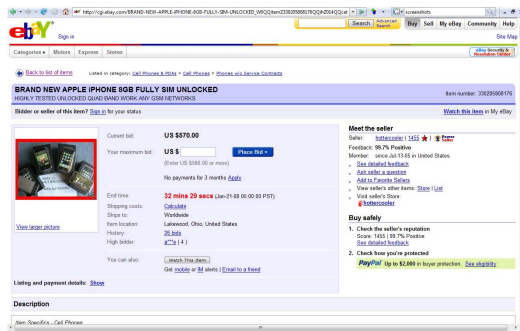 http://cgi.ebay.com/BRAND-NEW-APPLE-iPHONE-8GB-FULLY-SIM-UNLOCKED_W0QQitemZ330205808176QQihZ014QQcat
screenshots
ebY
Sign in
Search
Advanced Search
Buy Sell My eBay Community Help
Site Map
Categories Motors Express Stores
eBay Security & Resolution Center
Back to list of items
Listed in category: Cell Phones & PDAs > Cell Phones > Phones w/o Service Contracts
BRAND NEW APPLE iPHONE 8GB FULLY SIM UNLOCKED
Item number: 330205808176
HIGHLY TESTED UNLOCKED QUAD BAND WORK ANY GSM NETWORKS
Bidder or seller of this item? Sign in for your status
Watch this item in My eBay
View larger picture
Current bid: US $570.00
Your maximum bid: US $
Place Bid >
(Enter US $580.00 or more)
No payments for 3 months Apply
End time: 32 mins 29 secs (Jan-21-08 06:00:00 PST)
Shipping costs: Calculate
Ships to: Worldwide
Item location: Lakewood, Ohio, United States
History: 26 bids
High bidder: a***s ( 4 )
You can also: Watch This Item
Get mobile or IM alerts | Email to a friend
Listing and payment details: Show
Meet the seller
Seller: hottercooler ( 1455 ) Power Seller
Feedback: 99.7% Positive
Member: since Jul-13-05 in United States
See detailed feedback
Ask seller a question
Add to Favorite Sellers
View seller's other items: Store | List
Visit seller's Store:
hottercooler
Buy safely
1. Check the seller's reputation
Score: 1455 | 99.7% Positive
See detailed feedback
2. Check how you're protected
PayPal Up to $2,000 in buyer protection. See eligibility
Description
Item Specifics - Cell Phones